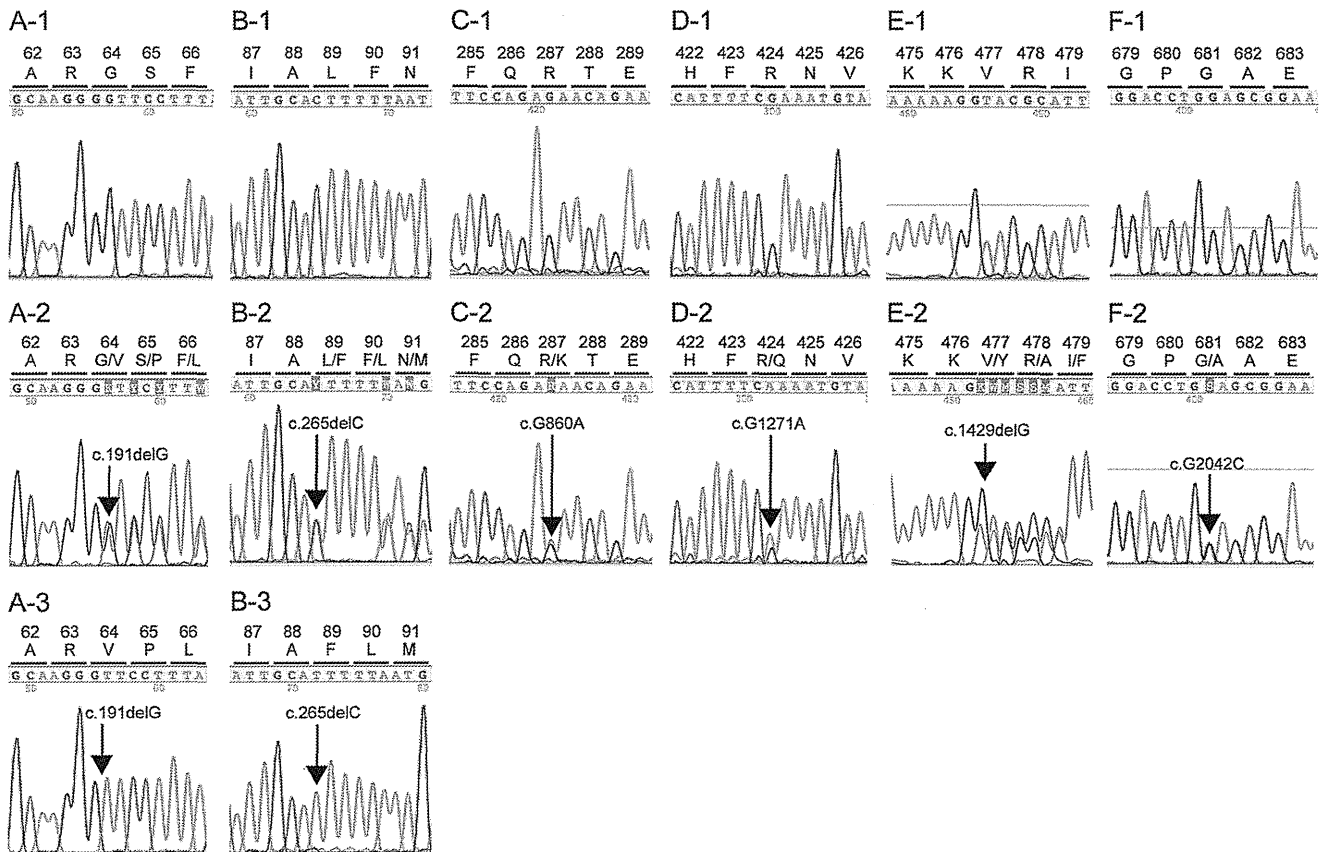 A-1 B-1 C-1 D-1 E-1 F-1
62 63 64 65 66 87 88 89 90 91 285 286 287 288 289 422 423 424 425 426 475 476 477 478 479 679 680 681 682 683
A R G S F I A L F N F Q R T E H F R N V K K V R I G P G A E
GCAAGGGGTTCCTTT ATTGCACTTTTTAAT TTCCAGAGAACAGAA CATTTTCGAAATGTA AAAAAGGTACGCATT GGACCTGGAGCGGAA
A-2 B-2 C-2 D-2 E-2 F-2
62 63 64 65 66 87 88 89 90 91 285 286 287 288 289 422 423 424 425 426 475 476 477 478 479 679 680 681 682 683
A R G/V S/P F/L I A L/F F/L N/M F Q R/K T E H F R/Q N V K K V/Y R/A I/F G P G/A A E
c.191delG c.265delC c.G860A c.G1271A c.1429delG c.G2042C
A-3 B-3
62 63 64 65 66 87 88 89 90 91
A R V P L I A F L M
GCAAGGGTTCCTTTA ATTGCATTTTTAATG
c.191delG c.265delC